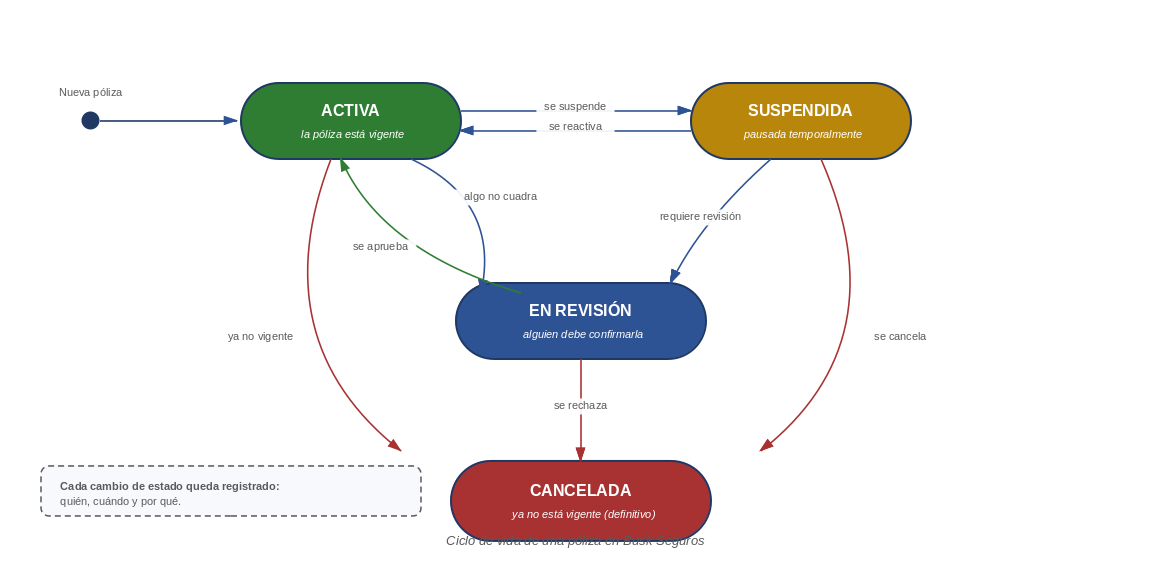 Nueva póliza
ACTIVA
la póliza está vigente
se suspende
se reactiva
SUSPENDIDA
pausada temporalmente
algo no cuadra
requiere revisión
se aprueba
EN REVISIÓN
alguien debe confirmarla
ya no vigente
se cancela
se rechaza
Cada cambio de estado queda registrado:
quién, cuándo y por qué.
CANCELADA
ya no está vigente (definitivo)
Ciclo de vida de una póliza en Busk Seguros